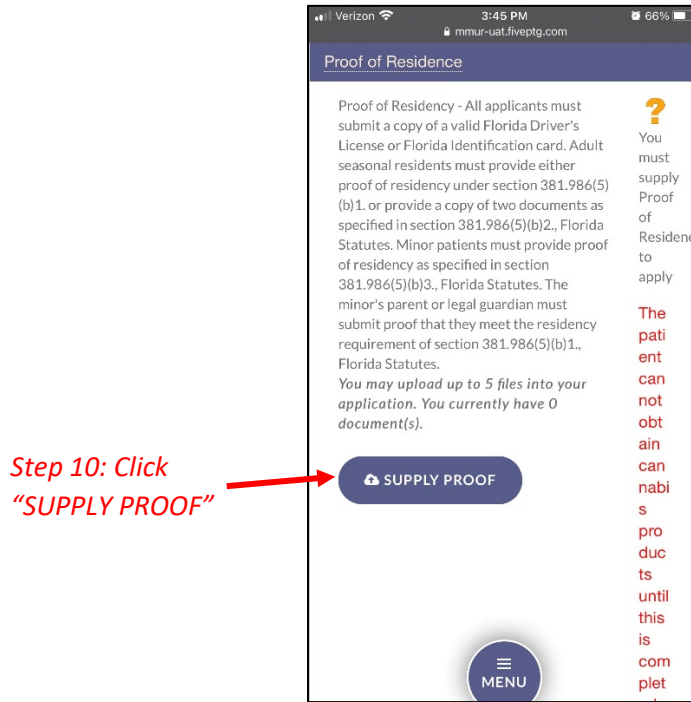 Verizon 3:45 PM 66%
mmur-uat.fiveptg.com
Proof of Residence
Proof of Residency - All applicants must
submit a copy of a valid Florida Driver's
License or Florida Identification card. Adult
seasonal residents must provide either
proof of residency under section 381.986(5)
(b)1. or provide a copy of two documents as
specified in section 381.986(5)(b)2., Florida
Statutes. Minor patients must provide proof
of residency as specified in section
381.986(5)(b)3., Florida Statutes. The
minor's parent or legal guardian must
submit proof that they meet the residency
requirement of section 381.986(5)(b)1.,
Florida Statutes.
You may upload up to 5 files into your
application. You currently have 0
document(s).
SUPPLY PROOF
?
You
must
supply
Proof
of
Residenc
to
apply
The
pati
ent
can
not
obt
ain
can
nabi
s
pro
duc
ts
until
this
is
com
plet
MENU
Step 10: Click
“SUPPLY PROOF”